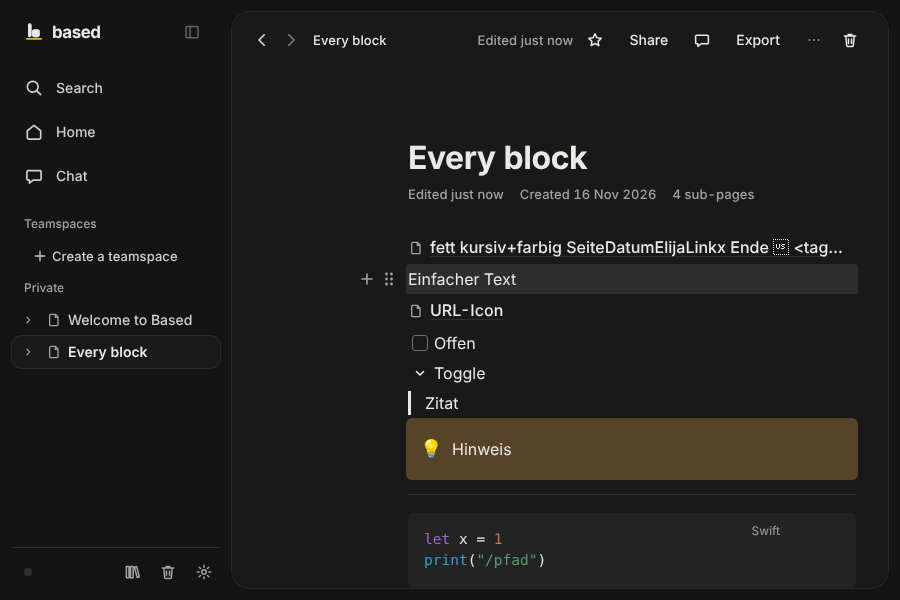 based
Search
Home
Chat
Teamspaces
Create a teamspace
Private
Welcome to Based
Every block
Every block
Edited just now
Share
Export
Every block
Edited just now Created 16 Nov 2026 4 sub-pages
fett kursiv+farbig SeiteDatumElijaLinkx Ende US <tag...
Einfacher Text
URL-Icon
Offen
Toggle
Zitat
Hinweis
Swift
let x = 1
print("/pfad")